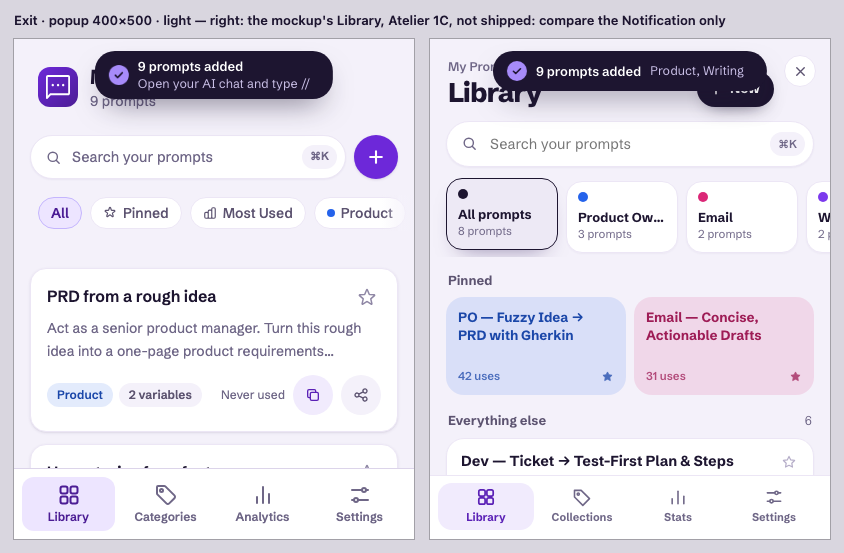 Exit · popup 400×500 · light — right: the mockup's Library, Atelier 1C, not shipped: compare the Notification only
9 prompts added
Open your AI chat and type //
9 prompts
Search your prompts
⌘K
All
Pinned
Most Used
Product
PRD from a rough idea
Act as a senior product manager. Turn this rough
idea into a one-page product requirements…
Product
2 variables
Never used
Library
Categories
Analytics
Settings
9 prompts added Product, Writing
Library
Search your prompts
⌘K
All prompts
8 prompts
Product Ow…
3 prompts
Email
2 prompts
Pinned
PO — Fuzzy Idea →
PRD with Gherkin
42 uses
Email — Concise,
Actionable Drafts
31 uses
Everything else
6
Dev — Ticket → Test-First Plan & Steps
Library
Collections
Stats
Settings